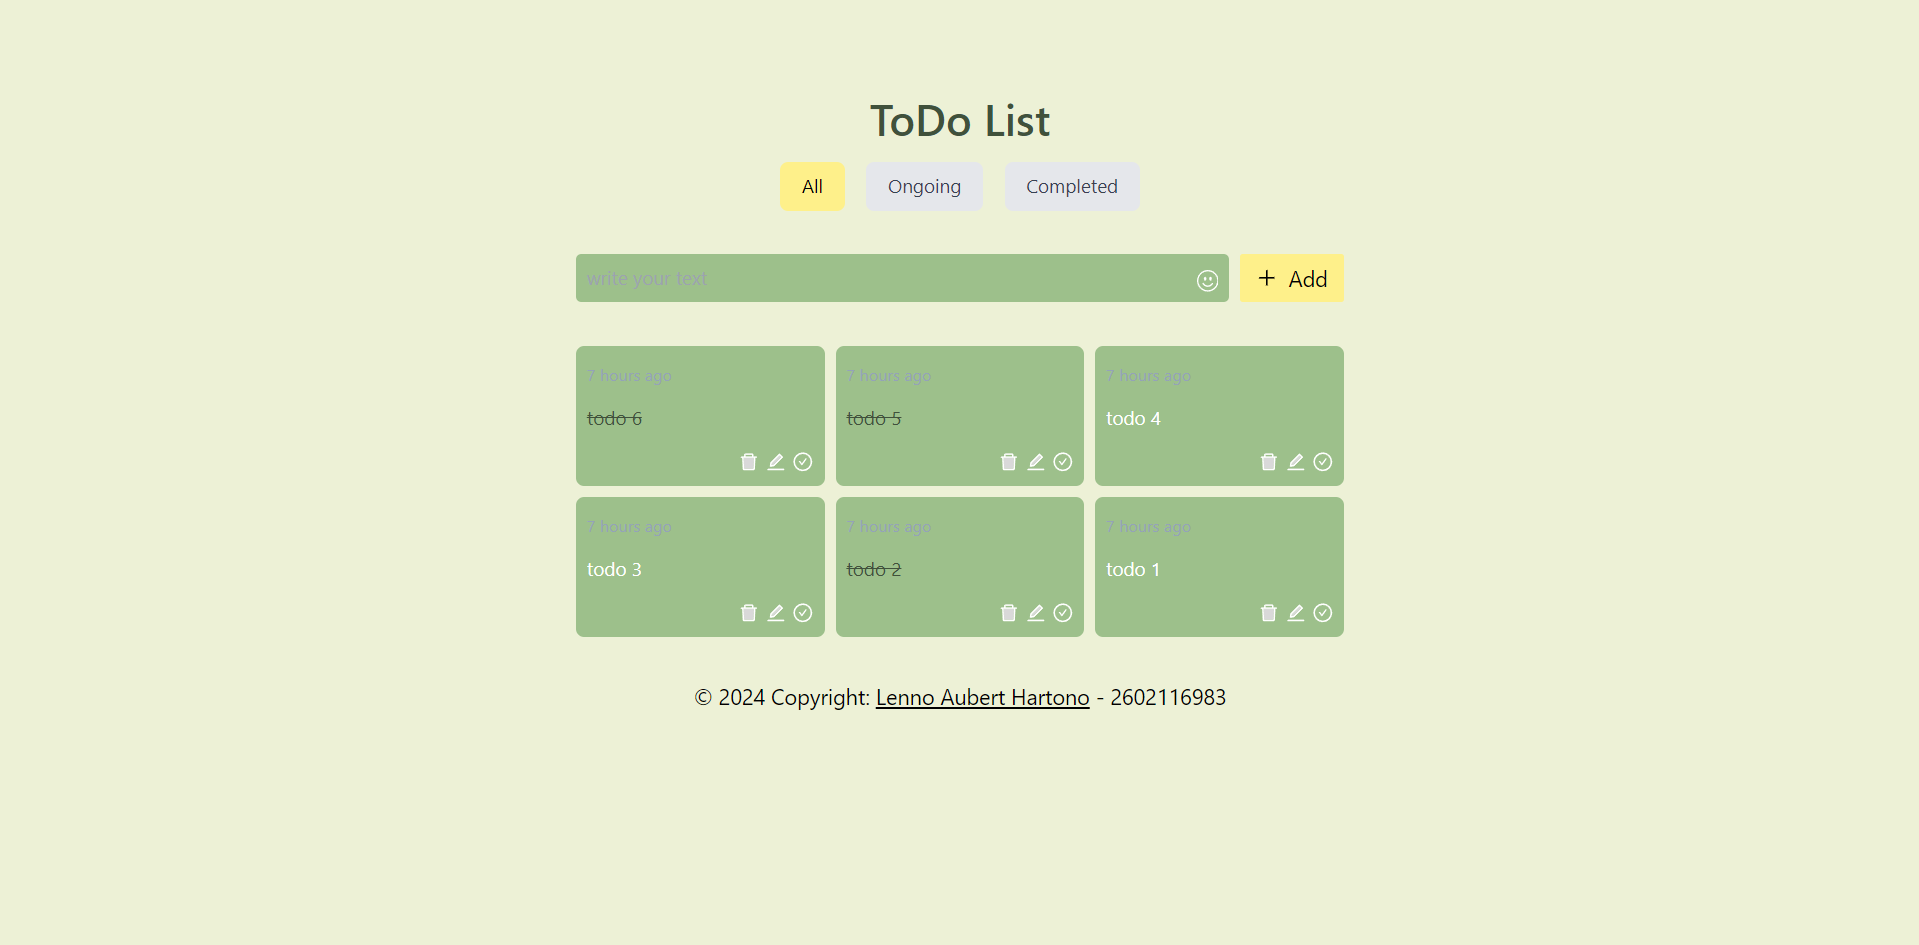 ToDo List
All
Ongoing
Completed
write your text
Add
7 hours ago
todo 6
7 hours ago
todo 5
7 hours ago
todo 4
7 hours ago
todo 3
7 hours ago
todo 2
7 hours ago
todo 1
© 2024 Copyright: Lenno Aubert Hartono - 2602116983